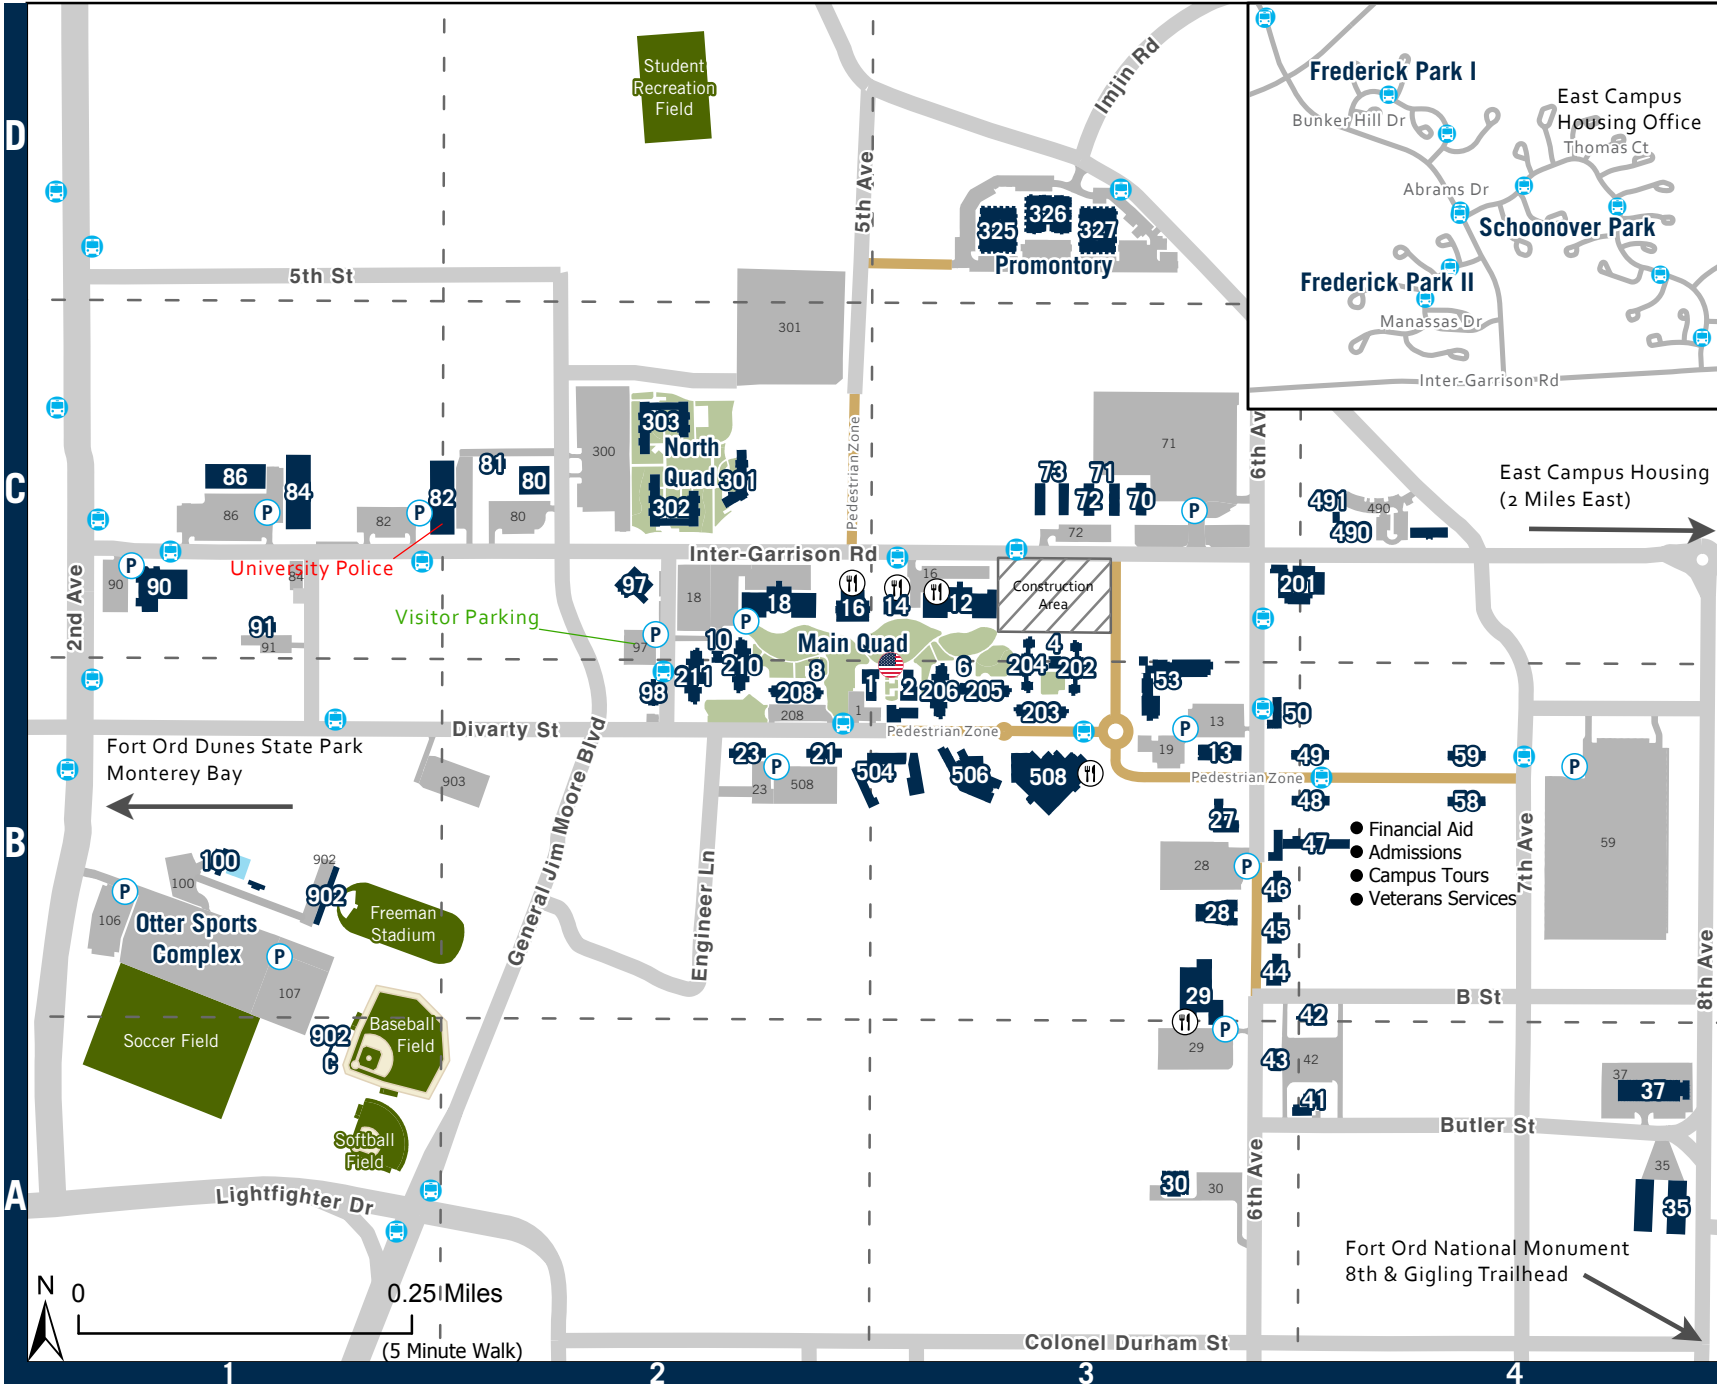 D
C
B
A
1
2
3
4
Student
Recreation
Field
5th Ave
Imjin Rd
325
326
327
Promontory
5th St
301
Frederick Park I
Bunker Hill Dr
East Campus
Housing Office
Thomas Ct
Abrams Dr
Schoonover Park
Frederick Park II
Manassas Dr
Inter-Garrison Rd
300
303
North
Quad
301
302
Pedestrian Zone
71
73
71
72
70
72
6th Av
East Campus Housing
(2 Miles East)
491
490
490
86
84
86
82
82
81
80
80
P
P
P
University Police
Inter-Garrison Rd
2nd Ave
P
90
90
84
91
91
97
Visitor Parking
P
97
18
18
P
16
14
16
12
Construction
Area
201
10
Main Quad
4
211
210
8
6
204
202
98
208
208
1
1
2
206
205
203
53
50
13
P
19
13
Divarty St
Pedestrian Zone
Fort Ord Dunes State Park
Monterey Bay
903
General Jim Moore Blvd
23
21
P
23
508
504
506
508
Pedestrian Zone
49
59
P
48
58
27
47
Financial Aid
Admissions
Campus Tours
Veterans Services
7th Ave
59
28
P
46
28
45
44
100
902
100
902
P
106
Otter Sports
Complex
P
107
Freeman
Stadium
Engineer Ln
29
P
29
B St
8th Ave
42
43
42
41
Soccer Field
902
C
Baseball
Field
Softball
Field
37
37
Butler St
35
35
30
30
6th Ave
Lightfighter Dr
Fort Ord National Monument
8th & Gigling Trailhead
N
0
0.25 Miles
(5 Minute Walk)
Colonel Durham St